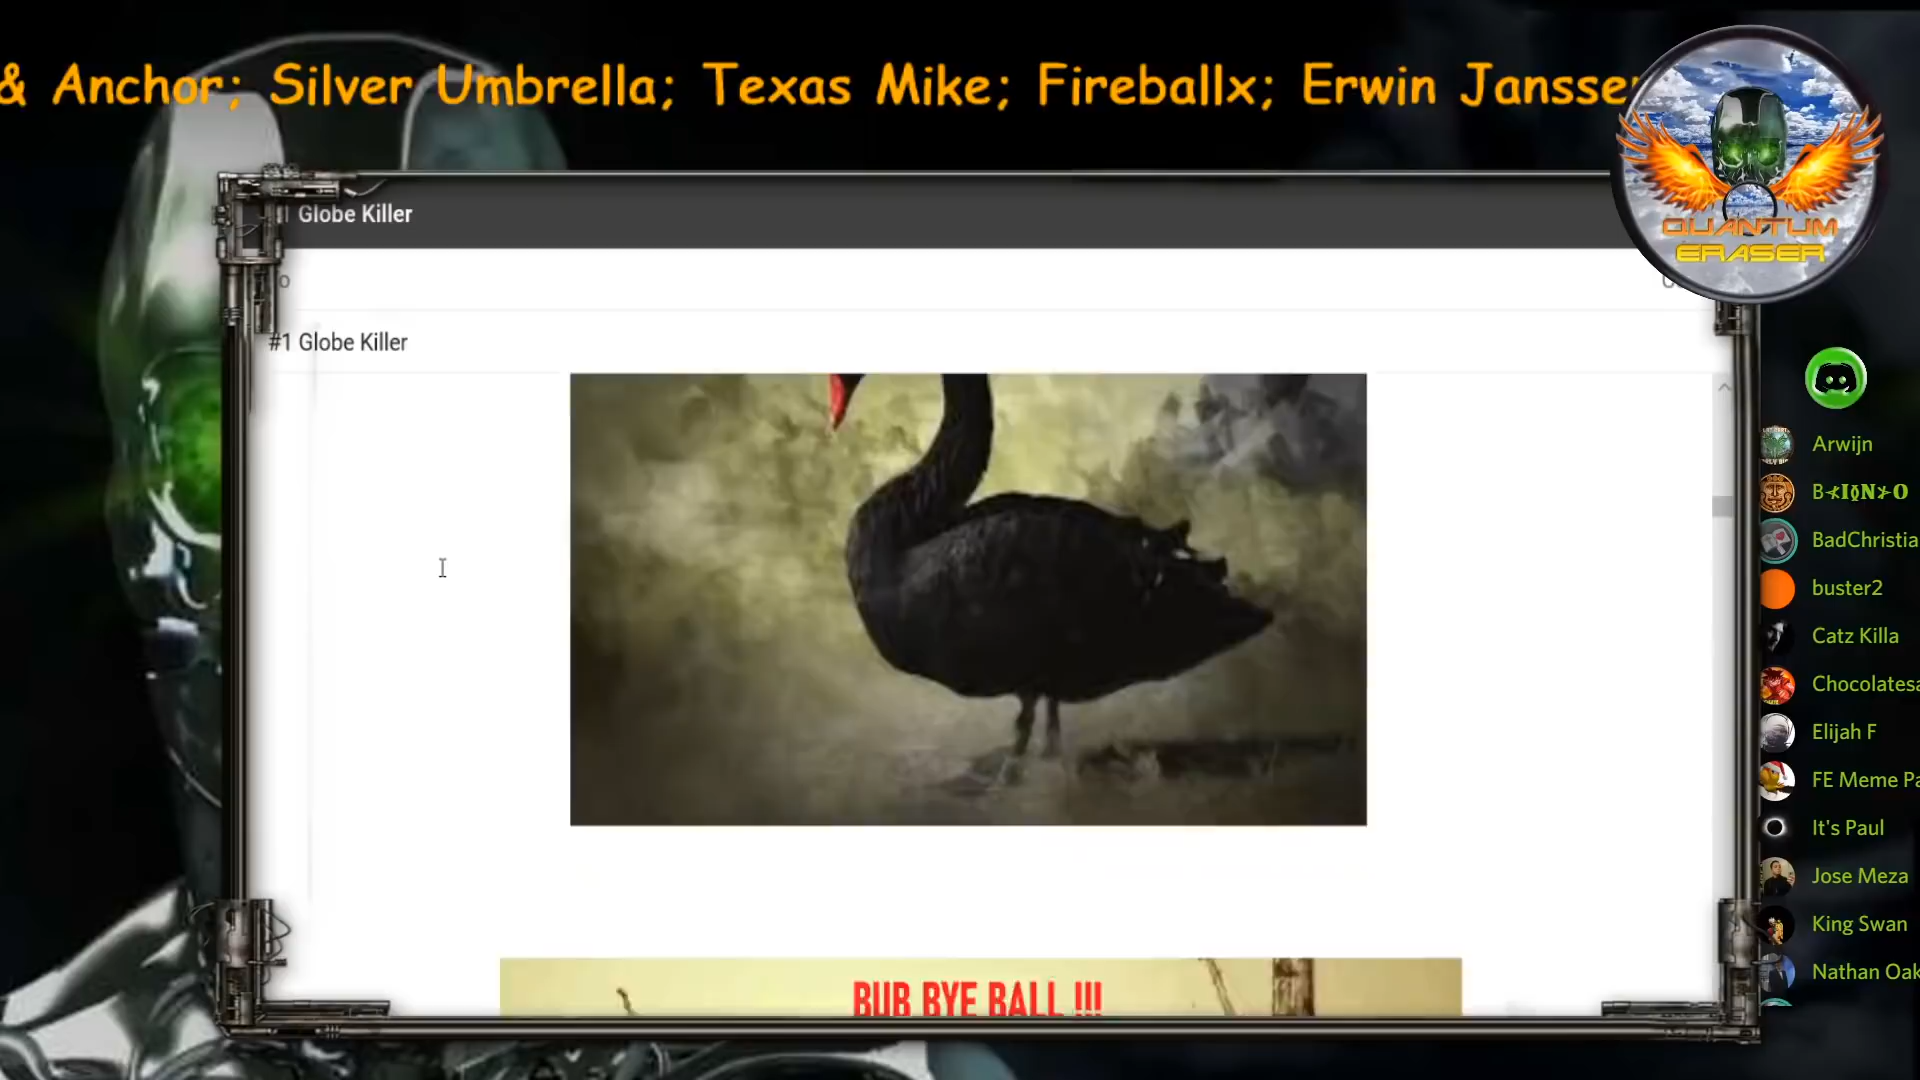 & Anchor; Silver Umbrella; Texas Mike; Fireballx; Erwin Janssen
QUANTUM
ERASER
Globe Killer
#1 Globe Killer
BUB BYE BALL !!!
Arwijn
buster2
BadChristia
Catz Killa
Chocolatesa
Elijah F
FE Meme Pa
It's Paul
Jose Meza
King Swan
Nathan Oak